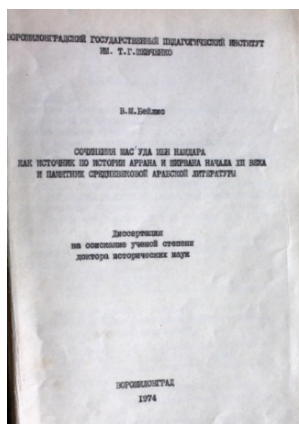 ВОРОШИЛОВГРАДСКИЙ ГОСУДАРСТВЕННЫЙ ПЕДАГОГИЧЕСКИЙ ИНСТИТУТ
ИМ. Т.Г.ШЕВЧЕНКО
В.М.Бейлис
СОЧИНЕНИЯ МАС'УДА ИБН НАМДАРА
КАК ИСТОЧНИК ПО ИСТОРИИ АРРАНА И ШИРВАНА НАЧАЛА XII ВЕКА
И ПАМЯТНИК СРЕДНЕВЕКОВОЙ АРАБСКОЙ ЛИТЕРАТУРЫ
Диссертация
на соискание ученой степени
доктора исторических наук
ВОРОШИЛОВГРАД
1974